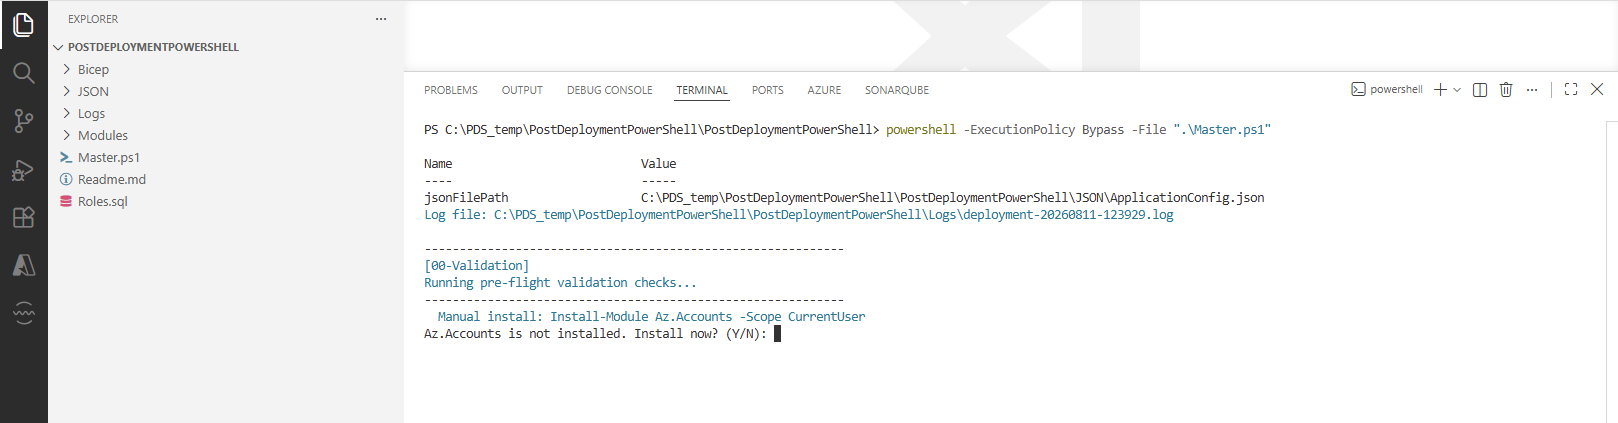 EXPLORER
POSTDEPLOYMENTPOWERSHELL
Bicep
JSON
Logs
Modules
Master.ps1
Readme.md
Roles.sql
PROBLEMS OUTPUT DEBUG CONSOLE TERMINAL PORTS AZURE SONARQUBE powershell
PS C:\PDS_temp\PostDeploymentPowerShell\PostDeploymentPowerShell> powershell -ExecutionPolicy Bypass -File ".\Master.ps1"
Name Value
---- -----
jsonFilePath C:\PDS_temp\PostDeploymentPowerShell\PostDeploymentPowerShell\JSON\ApplicationConfig.json
Log file: C:\PDS_temp\PostDeploymentPowerShell\PostDeploymentPowerShell\Logs\deployment-20260811-123929.log
------------------------------------------------------------
[00-Validation]
Running pre-flight validation checks...
------------------------------------------------------------
Manual install: Install-Module Az.Accounts -Scope CurrentUser
Az.Accounts is not installed. Install now? (Y/N):